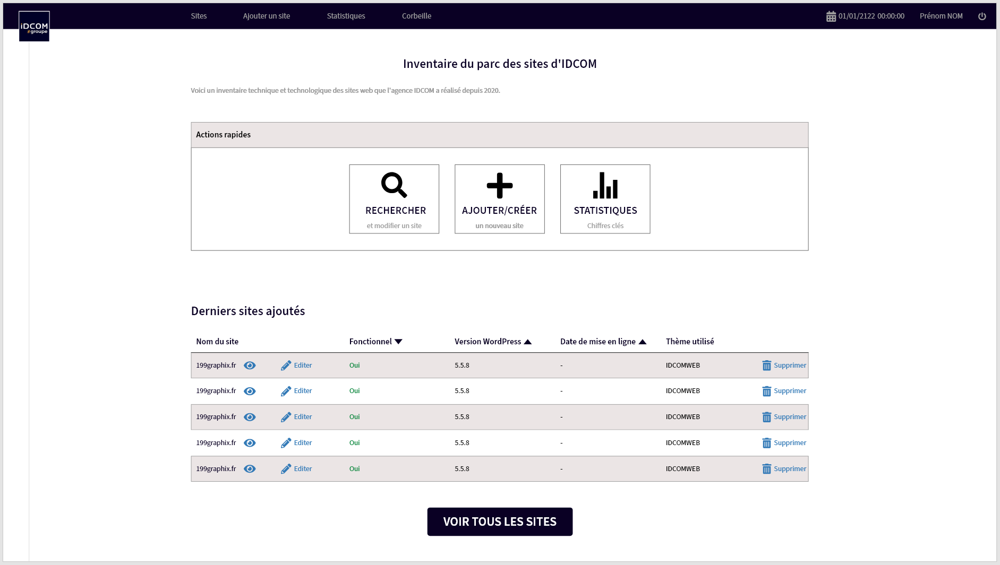 iDCOM
#groupe
Sites Ajouter un site Statistiques Corbeille 01/01/2122 00:00:00 Prénom NOM
Inventaire du parc des sites d'IDCOM
Voici un inventaire technique et technologique des sites web que l'agence IDCOM a réalisé depuis 2020.
Actions rapides
RECHERCHER AJOUTER/CRÉER STATISTIQUES
et modifier un site un nouveau site Chiffres clés
Derniers sites ajoutés
Nom du site Fonctionnel Version WordPress Date de mise en ligne Thème utilisé
199graphix.fr Editer Oui 5.5.8 - IDCOMWEB Supprimer
199graphix.fr Editer Oui 5.5.8 - IDCOMWEB Supprimer
199graphix.fr Editer Oui 5.5.8 - IDCOMWEB Supprimer
199graphix.fr Editer Oui 5.5.8 - IDCOMWEB Supprimer
199graphix.fr Editer Oui 5.5.8 - IDCOMWEB Supprimer
VOIR TOUS LES SITES